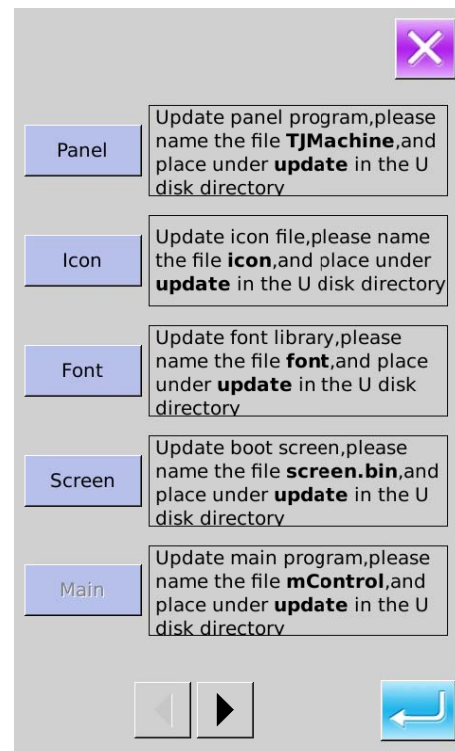 Panel
Update panel program,please
name the file TJMachine,and
place under update in the U
disk directory
Icon
Update icon file,please name
the file icon,and place under
update in the U disk directory
Font
Update font library,please
name the file font,and place
under update in the U disk
directory
Screen
Update boot screen,please
name the file screen.bin,and
place under update in the U
disk directory
Main
Update main program,please
name the file mControl,and
place under update in the U
disk directory